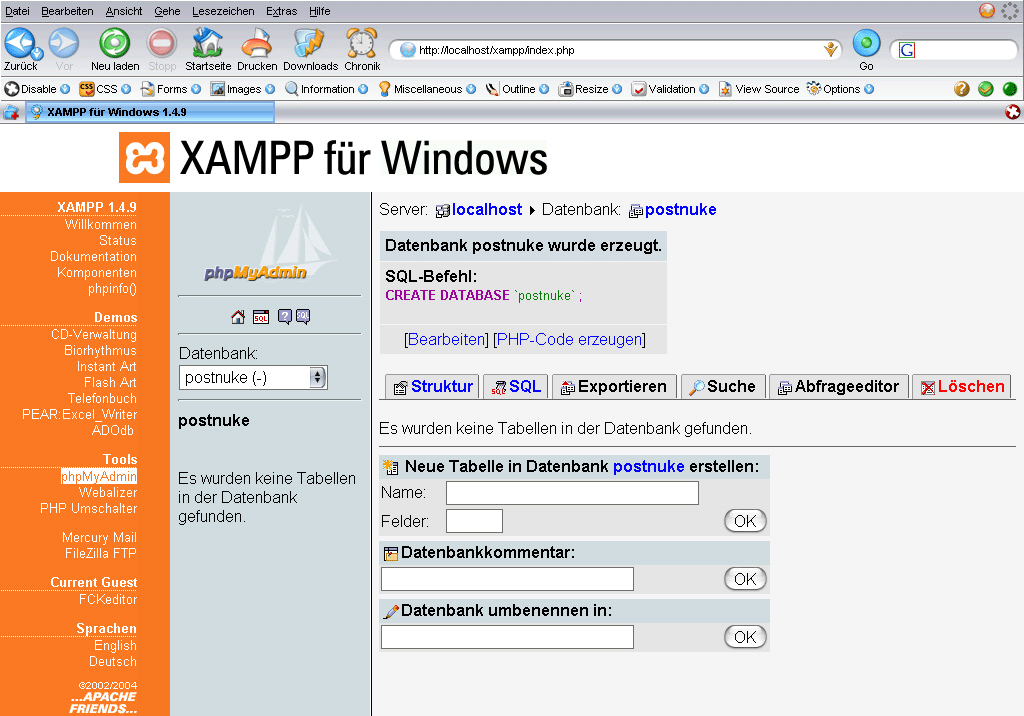 Datei Bearbeiten Ansicht Gehe Lesezeichen Extras Hilfe
http://localhost/xampp/index.php
G
Zurück Vor Neu laden Stopp Startseite Drucken Downloads Chronik Go
Disable CSS Forms Images Information Miscellaneous Outline Resize Validation View Source Options
XAMPP für Windows 1.4.9
XAMPP für Windows
XAMPP 1.4.9
Willkommen
Status
Dokumentation
Komponenten
phpinfo()
Demos
CD-Verwaltung
Biorhythmus
Instant Art
Flash Art
Telefonbuch
PEAR:Excel_Writer
ADOdb
Tools
phpMyAdmin
Webalizer
PHP Umschalter
Mercury Mail
FileZilla FTP
Current Guest
FCKeditor
Sprachen
English
Deutsch
©2002/2004
...APACHE
FRIENDS...
phpMyAdmin
SQL ? SQL
Datenbank:
postnuke (-)
postnuke
Es wurden keine Tabellen
in der Datenbank
gefunden.
Server: localhost Datenbank: postnuke
Datenbank postnuke wurde erzeugt.
SQL-Befehl:
CREATE DATABASE `postnuke` ;
[Bearbeiten] [PHP-Code erzeugen]
Struktur SQL Exportieren Suche Abfrageeditor Löschen
Es wurden keine Tabellen in der Datenbank gefunden.
Neue Tabelle in Datenbank postnuke erstellen:
Name:
Felder: OK
Datenbankkommentar:
OK
Datenbank umbenennen in:
OK